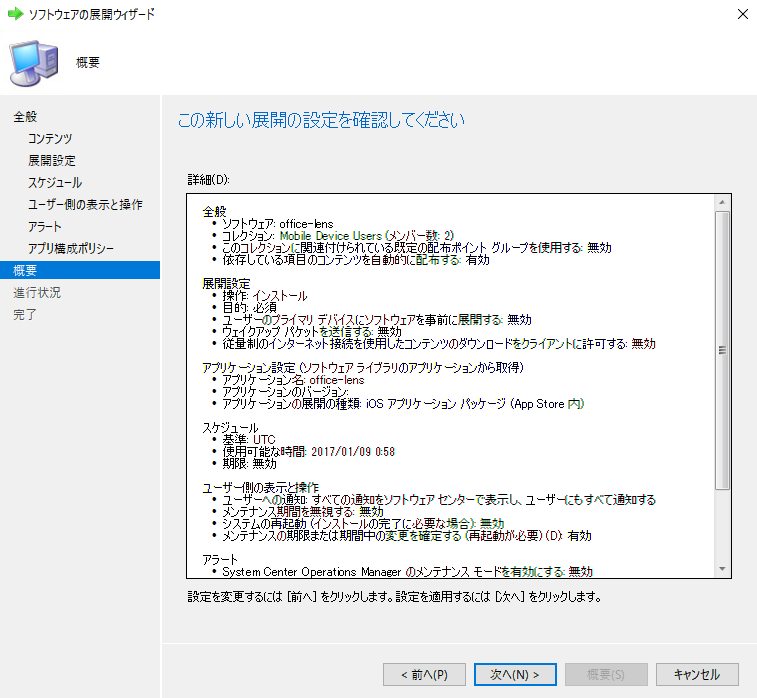 ソフトウェアの展開ウィザード
概要
全般
コンテンツ
展開設定
スケジュール
ユーザー側の表示と操作
アラート
アプリ構成ポリシー
概要
進行状況
完了
この新しい展開の設定を確認してください
詳細(D):
全般
• ソフトウェア: office-lens
• コレクション: Mobile Device Users (メンバー数: 2)
• このコレクションに関連付けられている既定の配布ポイント グループを使用する: 無効
• 依存している項目のコンテンツを自動的に配布する: 有効
展開設定
• 操作: インストール
• 目的: 必須
• ユーザーのプライマリ デバイスにソフトウェアを事前に展開する: 無効
• ウェイクアップ パケットを送信する: 無効
• 従量制のインターネット接続を使用したコンテンツのダウンロードをクライアントに許可する: 無効
アプリケーション設定 (ソフトウェア ライブラリのアプリケーションから取得)
• アプリケーション名: office-lens
• アプリケーションのバージョン:
• アプリケーションの展開の種類: iOS アプリケーション パッケージ (App Store 内)
スケジュール
• 基準: UTC
• 使用可能な時間: 2017/01/09 0:58
• 期限: 無効
ユーザー側の表示と操作
• ユーザーへの通知: すべての通知をソフトウェア センターで表示し、ユーザーにもすべて通知する
• メンテナンス期間を無視する: 無効
• システムの再起動 (インストールの完了に必要な場合): 無効
• メンテナンスの期限または期間中の変更を確定する (再起動が必要) (D): 有効
アラート
• System Center Operations Manager のメンテナンス モードを有効にする: 無効
設定を変更するには [前へ] をクリックします。設定を適用するには [次へ] をクリックします。
< 前へ(P)
次へ(N) >
概要(S)
キャンセル